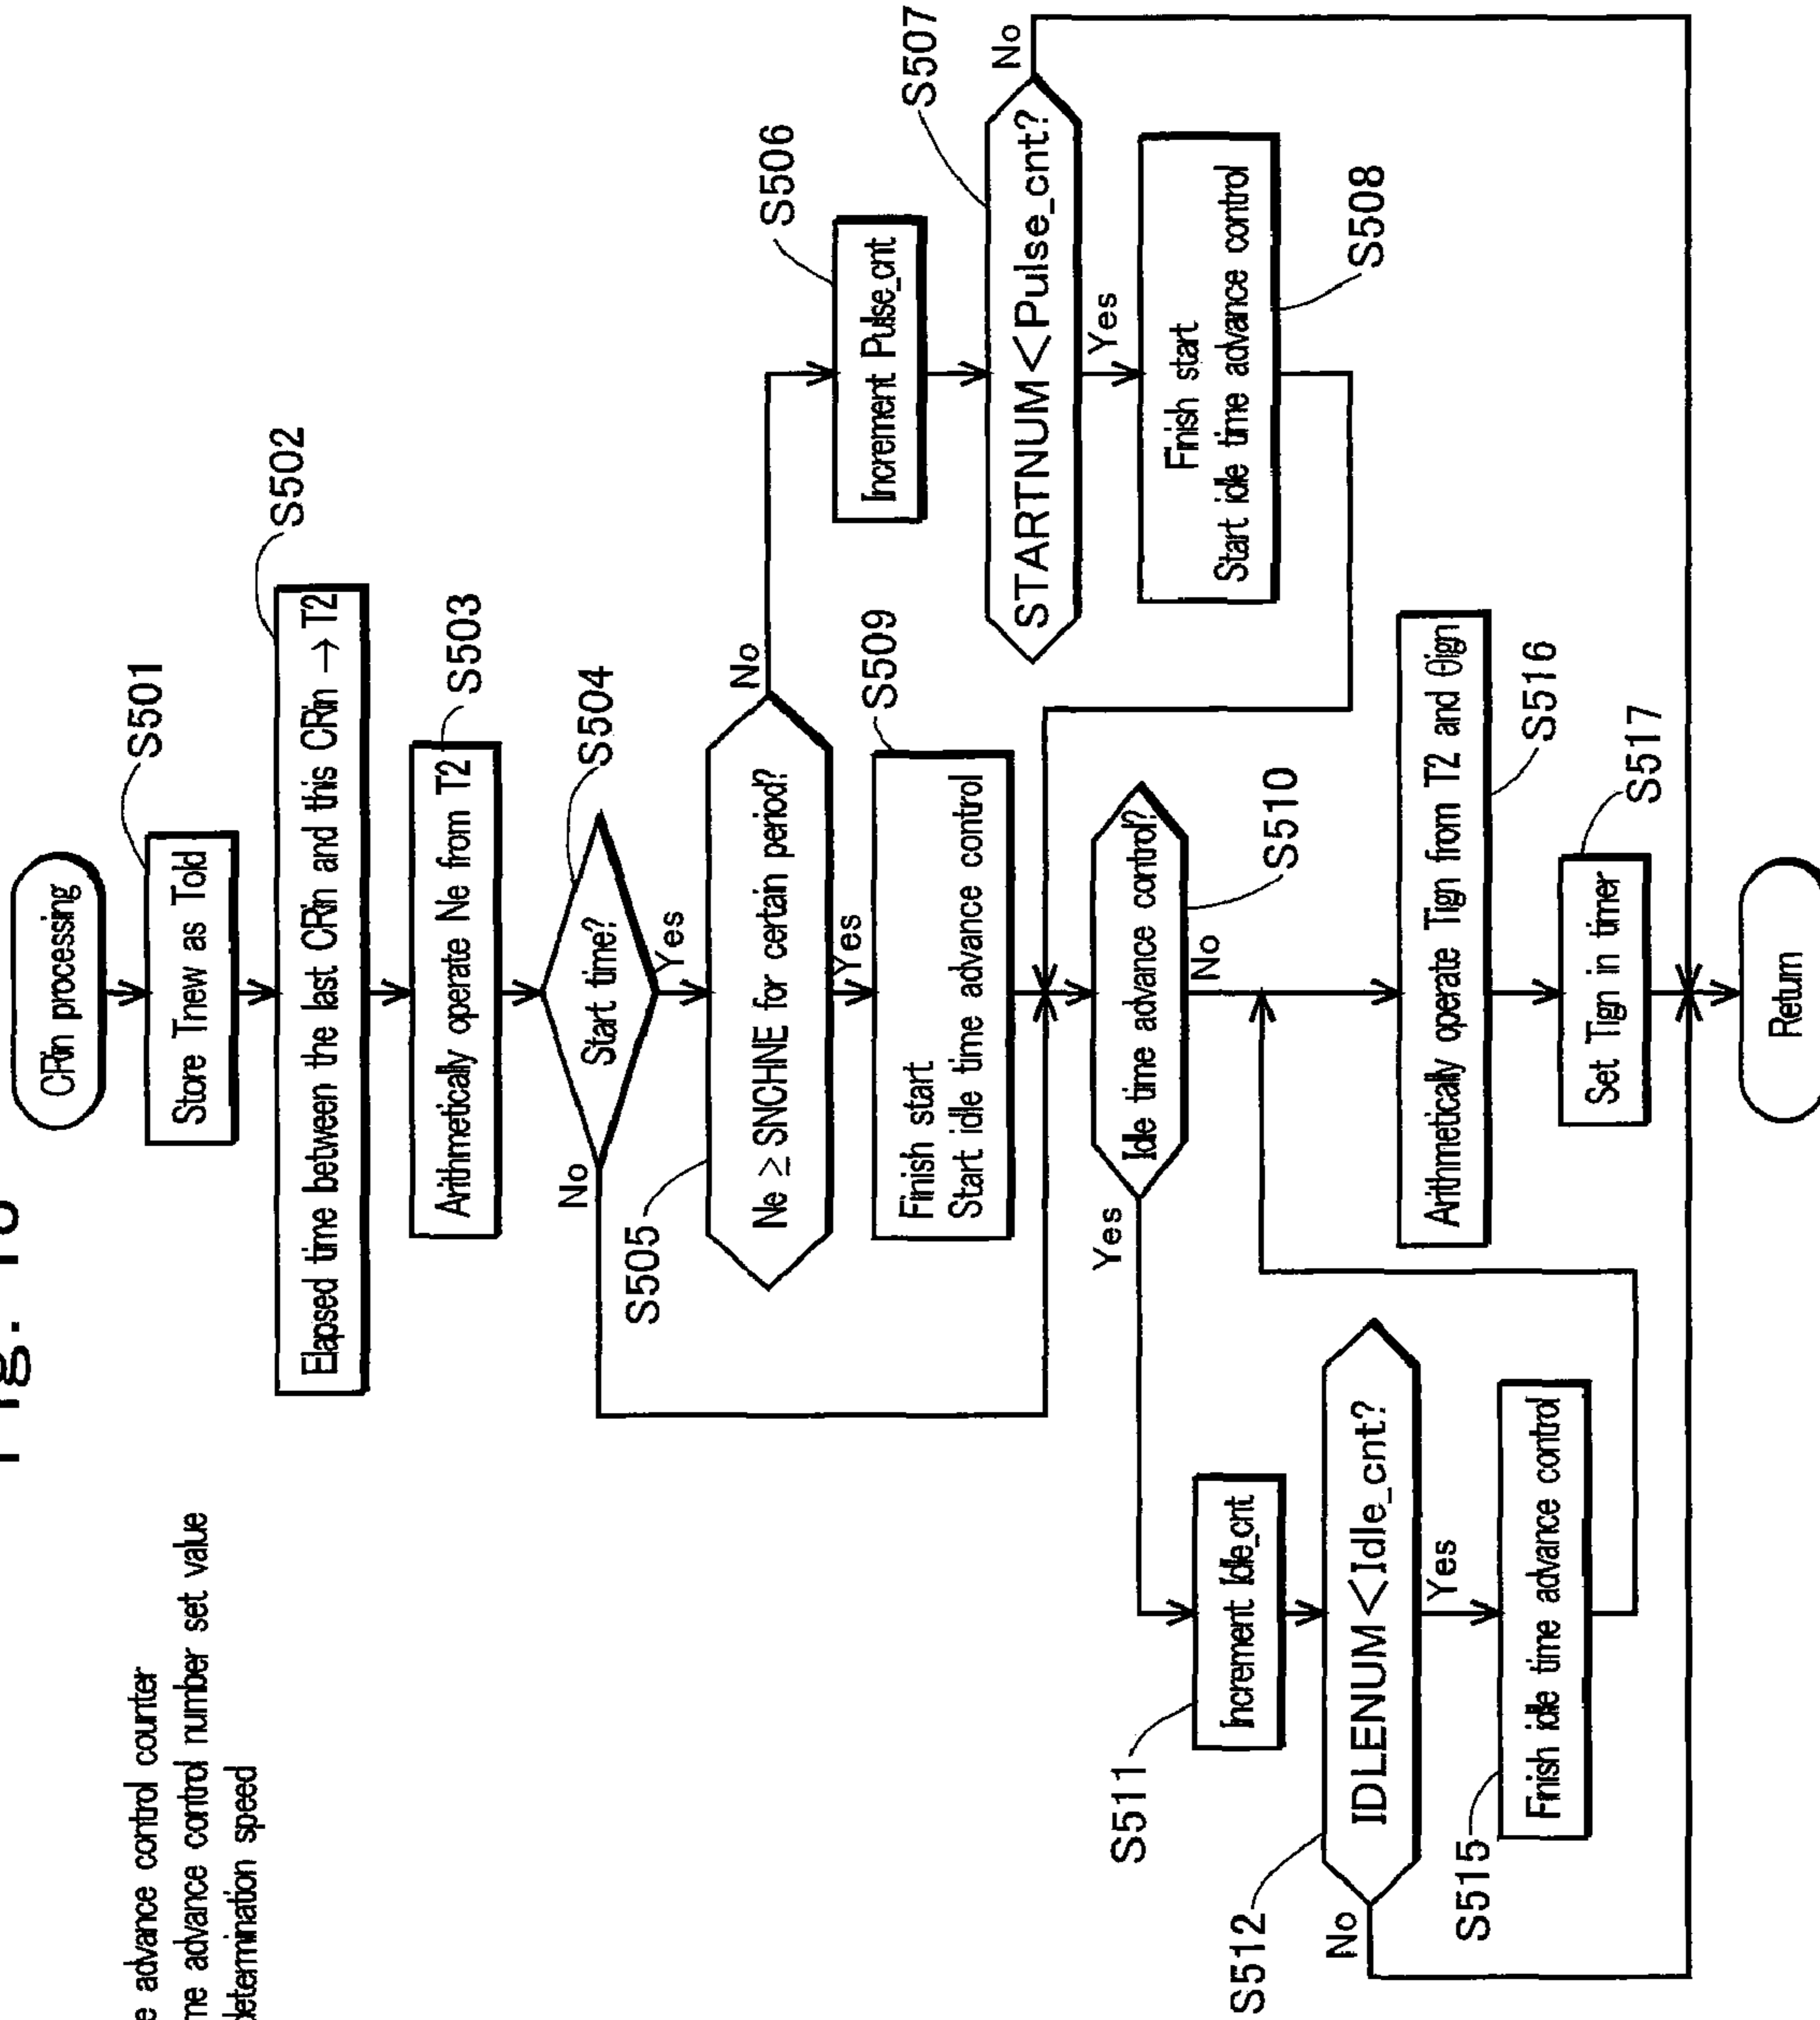 CRin processing
S501
Store Tnew as Told
S502
Elapsed time between the last CRin and this CRin → T2
S503
Arithmetically operate Ne from T2
S504
Start time?
No
Yes
S505
Ne ≥ SNCHNE for certain period?
No
Yes
S506
Increment Pulse_cnt
S507
STARTNUM<Pulse_cnt?
No
Yes
S508
Finish start
Start idle time advance control
S509
Finish start
Start idle time advance control
S510
Idle time advance control?
Yes
No
S511
Increment Idle_cnt
S512
IDLENUM<Idle_cnt?
No
Yes
S515
Finish idle time advance control
S516
Arithmetically operate Tign from T2 and θign
S517
Set Tign in timer
Return
advance control counter
advance control number set value
determination speed